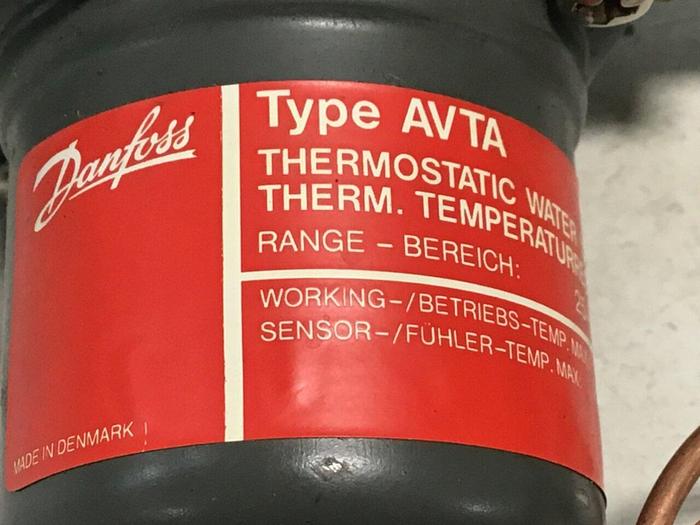 Danfoss
Type AVTA
THERMOSTATIC WATER
THERM. TEMPERATUR
RANGE - BEREICH:
WORKING-/BETRIEBS-TEMP. MAX
SENSOR-/FÜHLER-TEMP. MAX.
MADE IN DENMARK